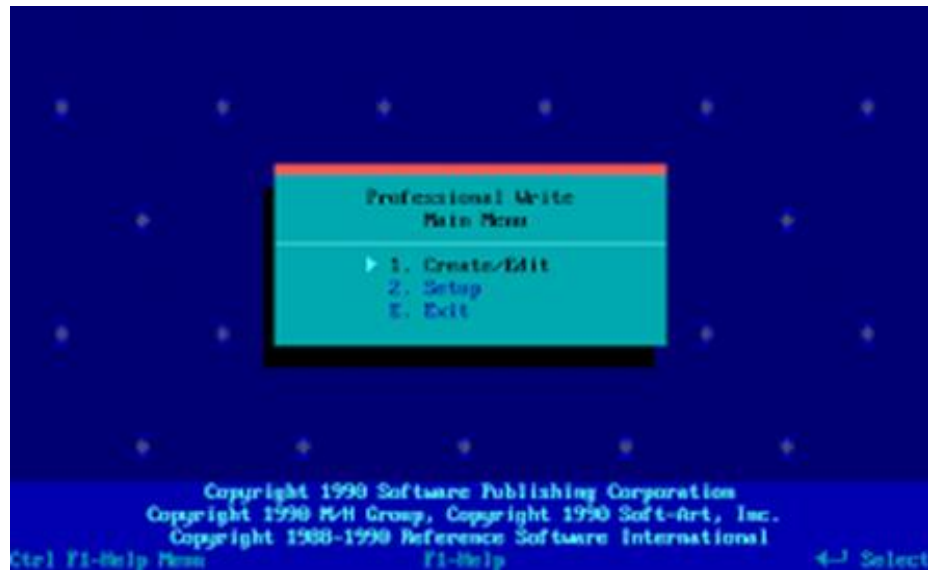 Professional Write
Main Menu
1. Create/Edit
2. Setup
E. Exit
Copyright 1990 Software Publishing Corporation
Copyright 1990 M/H Group, Copyright 1990 Soft-Art, Inc.
Copyright 1988-1990 Reference Software International
Ctrl F1-Help Menu F1-Help ↵ Select